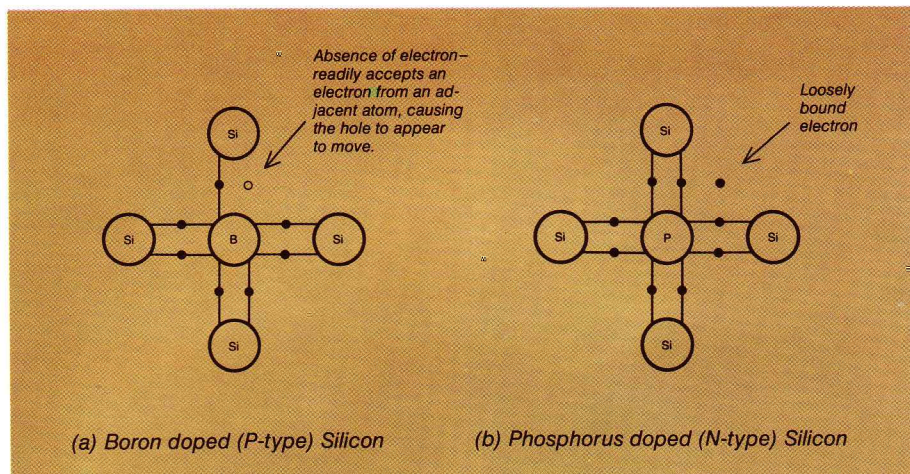 Absence of electron–
readily accepts an
electron from an ad-
jacent atom, causing
the hole to appear
to move.
Si
Si
B
Si
Si
(a) Boron doped (P-type) Silicon
Loosely
bound
electron
Si
Si
P
Si
Si
(b) Phosphorus doped (N-type) Silicon